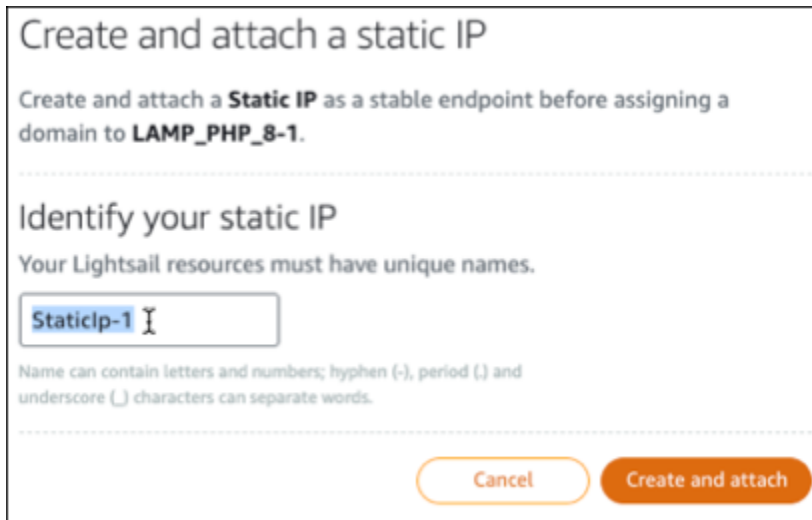 Create and attach a static IP
Create and attach a Static IP as a stable endpoint before assigning a
domain to LAMP_PHP_8-1.
Identify your static IP
Your Lightsail resources must have unique names.
StaticIp-1
Name can contain letters and numbers; hyphen (-), period (.) and
underscore (_) characters can separate words.
Cancel
Create and attach